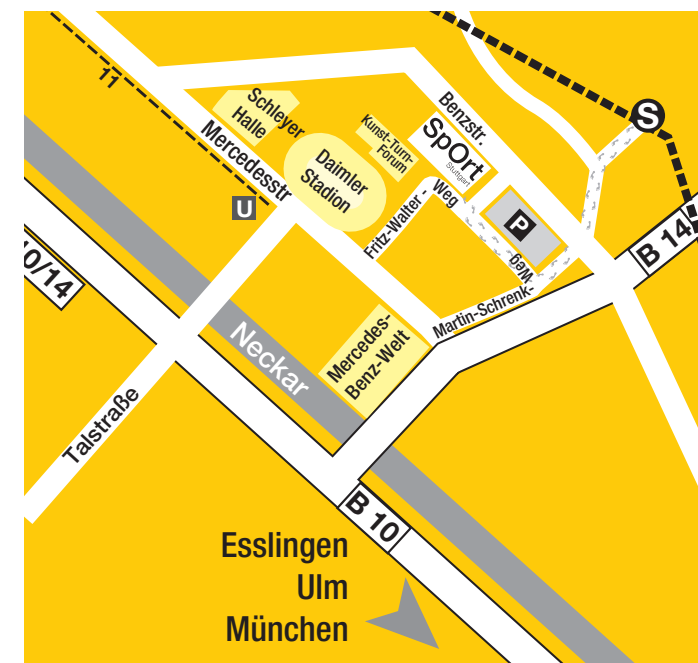 11
Schleyer
Halle
Mercedesstr
U
Daimler
Stadion
Kunst-Turn-
Forum
Benzstr.
SpOrt
Stuttgart
S
Fritz-Walter-
Weg
P
Weg
Martin-Schrenk-
B 14
0/14
Neckar
Mercedes-
Benz-Welt
Talstraße
B 10
Esslingen
Ulm
München